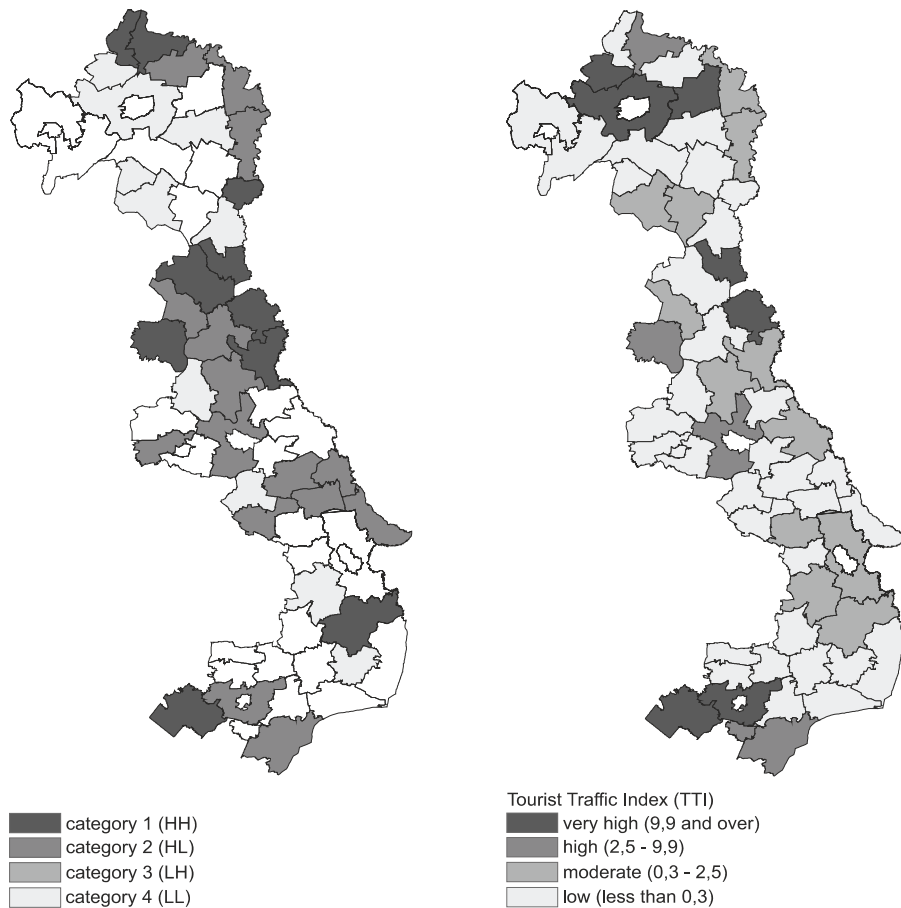 category 1 (HH)
category 2 (HL)
category 3 (LH)
category 4 (LL)
Tourist Traffic Index (TTI)
very high (9,9 and over)
high (2,5 - 9,9)
moderate (0,3 - 2,5)
low (less than 0,3)